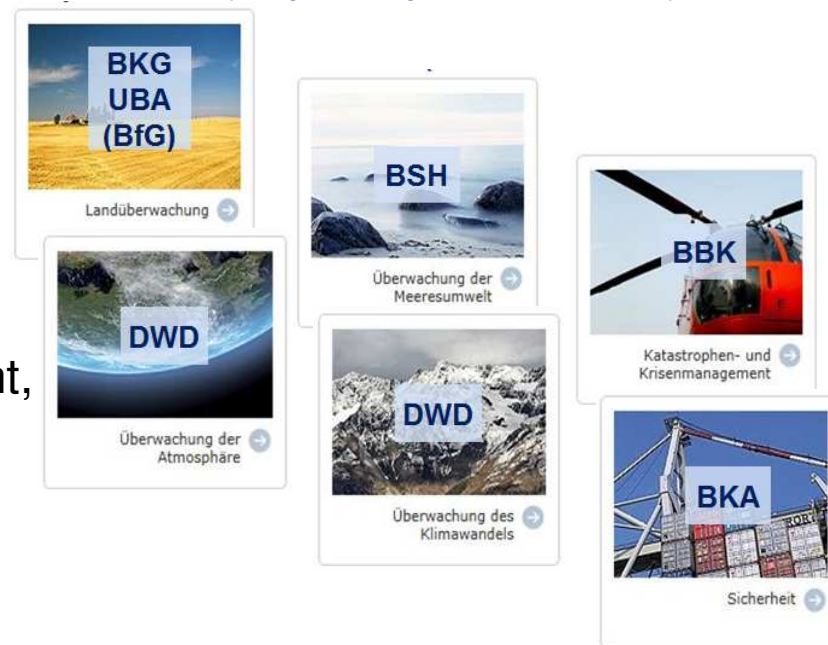 BKG
UBA
(BfG)
Landüberwachung
DWD
Überwachung der
Atmosphäre
BSH
Überwachung der
Meeresumwelt
DWD
Überwachung des
Klimawandels
BBK
Katastrophen- und
Krisenmanagement
BKA
Sicherheit